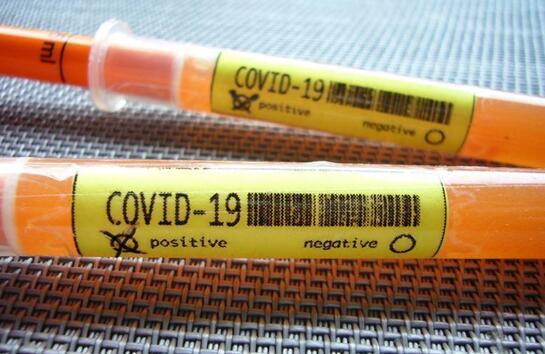 ml
COVID-19
positive
negative
COVID-19
positive negative